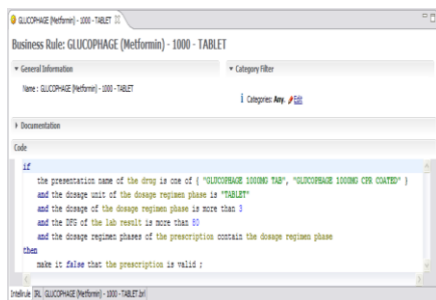 GLUCOPHAGE (Metformin) - 1000 - TABLET
Business Rule: GLUCOPHAGE (Metformin) - 1000 - TABLET
General Information
Category Filter
Name : GLUCOPHAGE (Metformin) - 1000 - TABLET
Categories: Any. Edit
Documentation
Code
if
the presentation name of the drug is one of { "GLUCOPHAGE 1000MG TAB", "GLUCOPHAGE 1000MG CPR COATED" }
and the dosage unit of the dosage regimen phase is "TABLET"
and the dosage of the dosage regimen phase is more than 3
and the DFG of the lab result is more than 80
and the dosage regimen phases of the prescription contain the dosage regimen phase
then
make it false that the prescription is valid ;
Intellirule IRL GLUCOPHAGE (Metformin) - 1000 - TABLET.brl